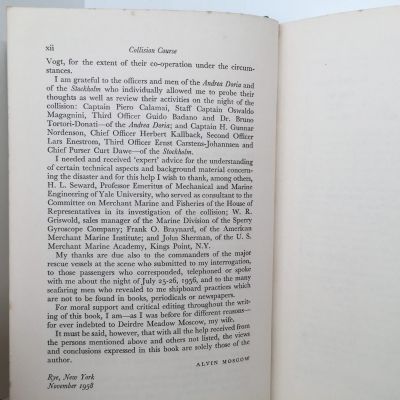 xii
Collision Course
Vogt, for the extent of their co-operation under the circum-
stances.
I am grateful to the officers and men of the Andrea Doria and
of the Stockholm who individually allowed me to probe their
thoughts as well as review their activities on the night of the
collision: Captain Piero Calamai, Staff Captain Osvaldo
Magagnini, Third Officer Guido Badano and Dr. Bruno
Tortori-Donati—of the Andrea Doria; and Captain H. Gunnar
Nordenson, Chief Officer Herbert Kallback, Second Officer
Lars Enestrom, Third Officer Ernst Carstens-Johannsen and
Chief Purser Curt Dawe—of the Stockholm.
I needed and received 'expert' advice for the understanding
of certain technical aspects and background material concern-
ing the disaster and for this help I wish to thank, among others,
H. L. Seward, Professor Emeritus of Mechanical and Marine
Engineering of Yale University, who served as consultant to the
Committee on Merchant Marine and Fisheries of the House of
Representatives in its investigation of the collision; W. R.
Griswold, sales manager of the Marine Division of the Sperry
Gyroscope Company; Frank O. Braynard, of the American
Merchant Marine Institute; and John Sherman, of the U. S.
Merchant Marine Academy, Kings Point, N.Y.
My thanks are due also to the commanders of the major
rescue vessels at the scene who submitted to my interrogation,
to those passengers who corresponded, telephoned or spoke
with me about the night of July 25-26, 1956, and to the many
seafaring men who revealed to me shipboard practices which
are not to be found in books, periodicals or newspapers.
For moral support and critical editing throughout the writ-
ing of this book, I am—as I was before for different reasons—
for ever indebted to Deirdre Meadow Moscow, my wife.
It must be said, however, that with all the help received from
the persons mentioned above and others not listed, the views
and conclusions expressed in this book are solely those of the
author.
ALVIN MOSCOW
Rye, New York
November 1958